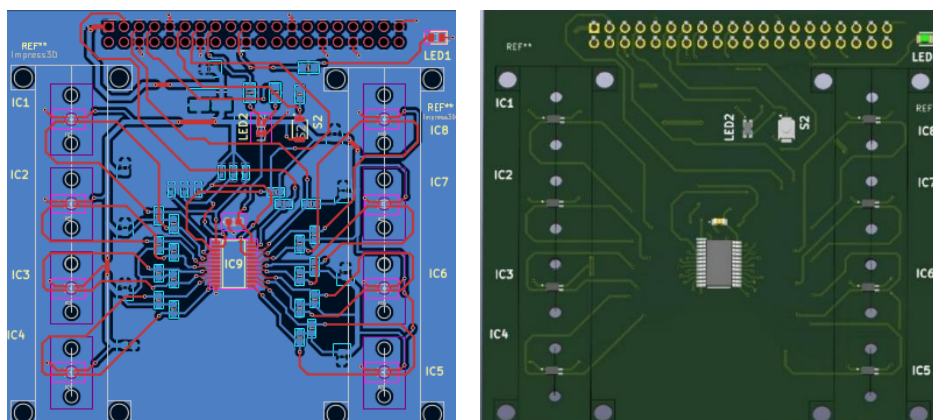 REF**
Impress3D
LED1
IC1
REF**
Impress3D
IC8
LED2
S2
IC2
IC7
IC9
IC3
IC6
IC4
IC5
REF**
LED
IC1
REF
IC8
LED2
S2
IC2
IC7
IC3
IC6
IC4
IC5